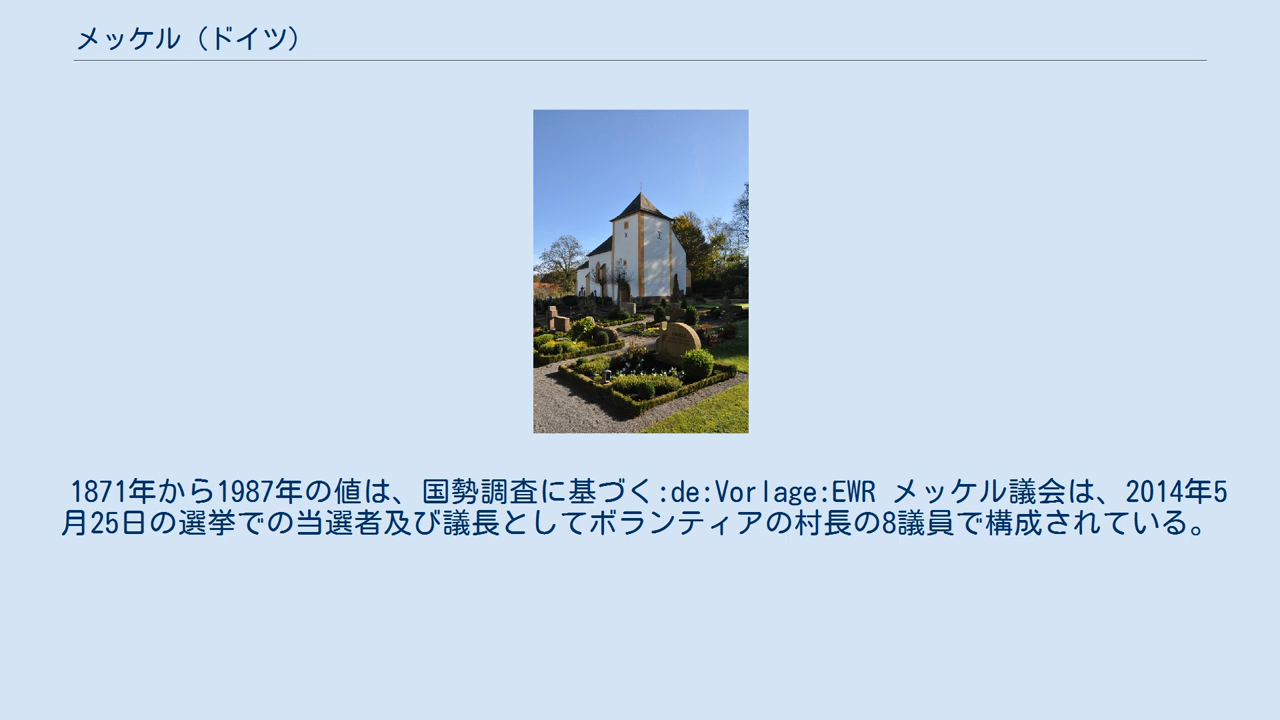 メッケル（ドイツ）
1871年から1987年の値は、国勢調査に基づく:de:Vorlage:EWR メッケル議会は、2014年5
月25日の選挙での当選者及び議長としてボランティアの村長の8議員で構成されている。